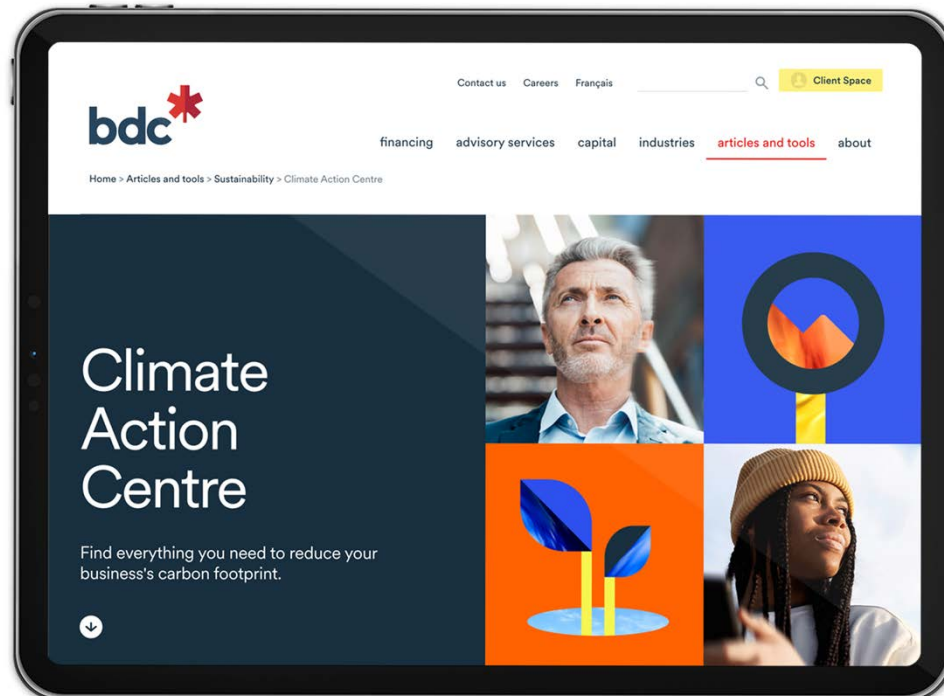 Contact us Careers Français Client Space
bdc
financing advisory services capital industries articles and tools about
Home > Articles and tools > Sustainability > Climate Action Centre
Climate
Action
Centre
Find everything you need to reduce your
business's carbon footprint.